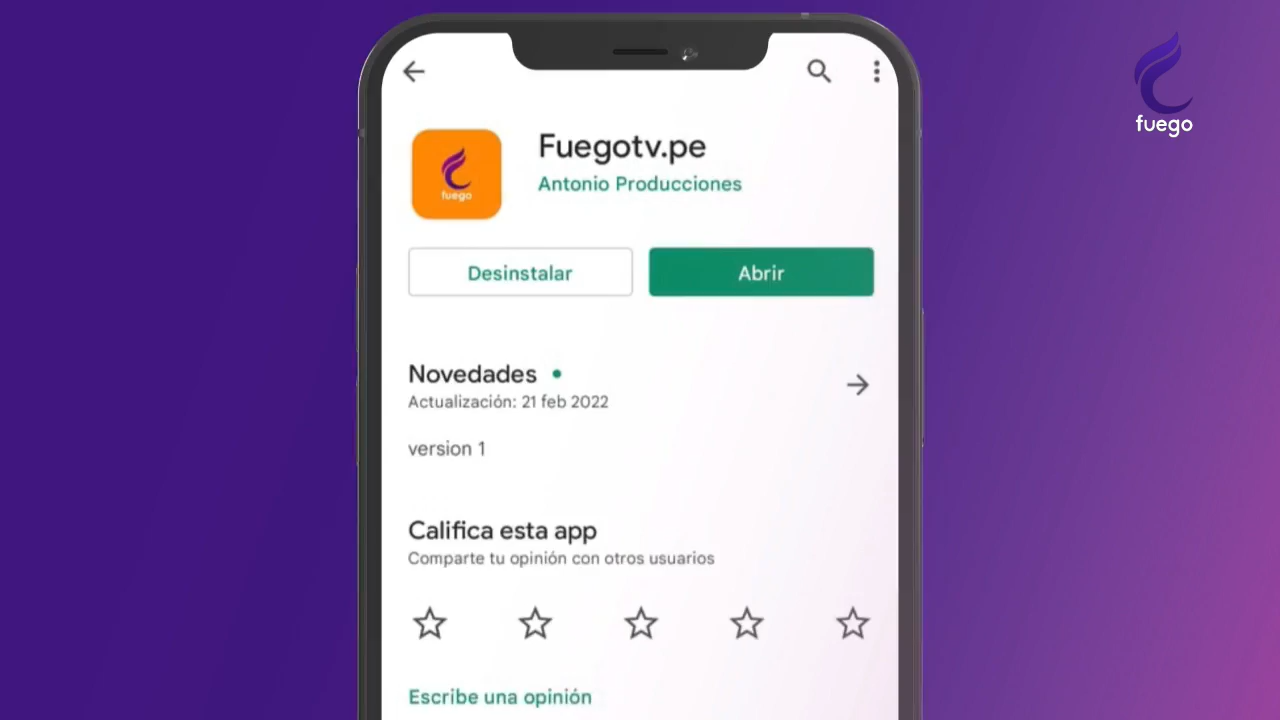 fuego
Fuegotv.pe
Antonio Producciones
fuego
Desinstalar
Abrir
Novedades
Actualización: 21 feb 2022
version 1
Califica esta app
Comparte tu opinión con otros usuarios
Escribe una opinión